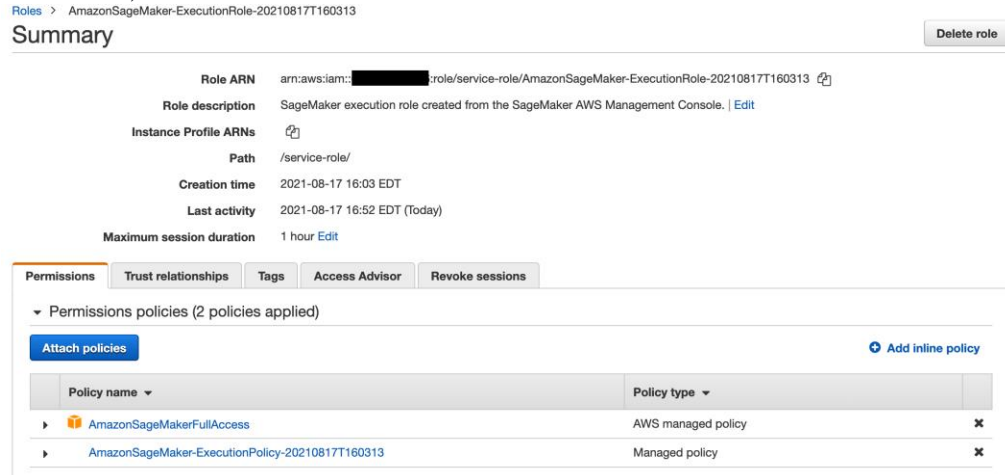 Roles > AmazonSageMaker-ExecutionRole-20210817T160313
Summary
Delete role
Role ARN arn:aws:iam:: :role/service-role/AmazonSageMaker-ExecutionRole-20210817T160313
Role description SageMaker execution role created from the SageMaker AWS Management Console. | Edit
Instance Profile ARNs
Path /service-role/
Creation time 2021-08-17 16:03 EDT
Last activity 2021-08-17 16:52 EDT (Today)
Maximum session duration 1 hour Edit
Permissions Trust relationships Tags Access Advisor Revoke sessions
Permissions policies (2 policies applied)
Attach policies Add inline policy
Policy name Policy type
AmazonSageMakerFullAccess AWS managed policy
AmazonSageMaker-ExecutionPolicy-20210817T160313 Managed policy